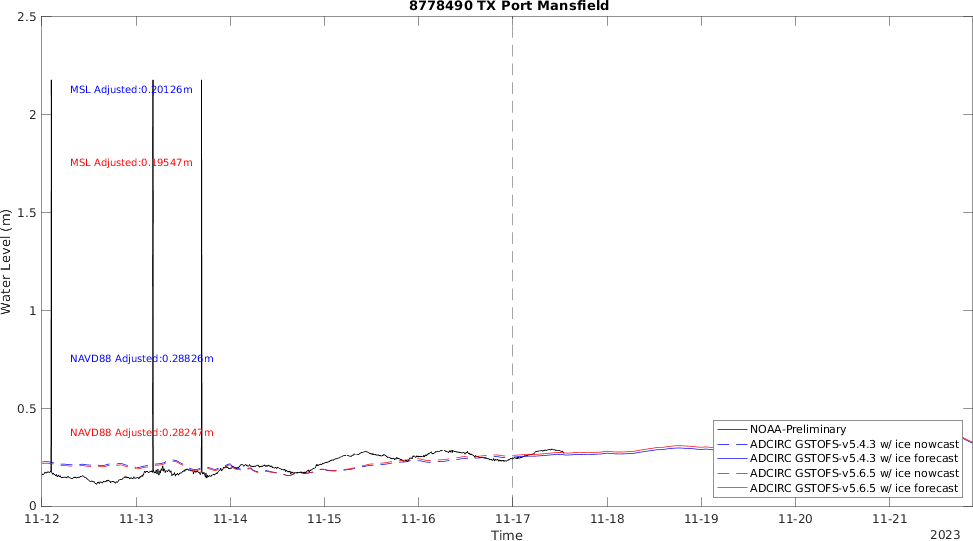 8778490 TX Port Mansfield
2.5
2
1.5
1
0.5
0
Water Level (m)
MSL Adjusted:0.20126m
MSL Adjusted:0.19547m
NAVD88 Adjusted:0.28826m
NAVD88 Adjusted:0.28247m
NOAA-Preliminary
ADCIRC GSTOFS-v5.4.3 w/ ice nowcast
ADCIRC GSTOFS-v5.4.3 w/ ice forecast
ADCIRC GSTOFS-v5.6.5 w/ ice nowcast
ADCIRC GSTOFS-v5.6.5 w/ ice forecast
11-12 11-13 11-14 11-15 11-16 11-17 11-18 11-19 11-20 11-21
Time
2023